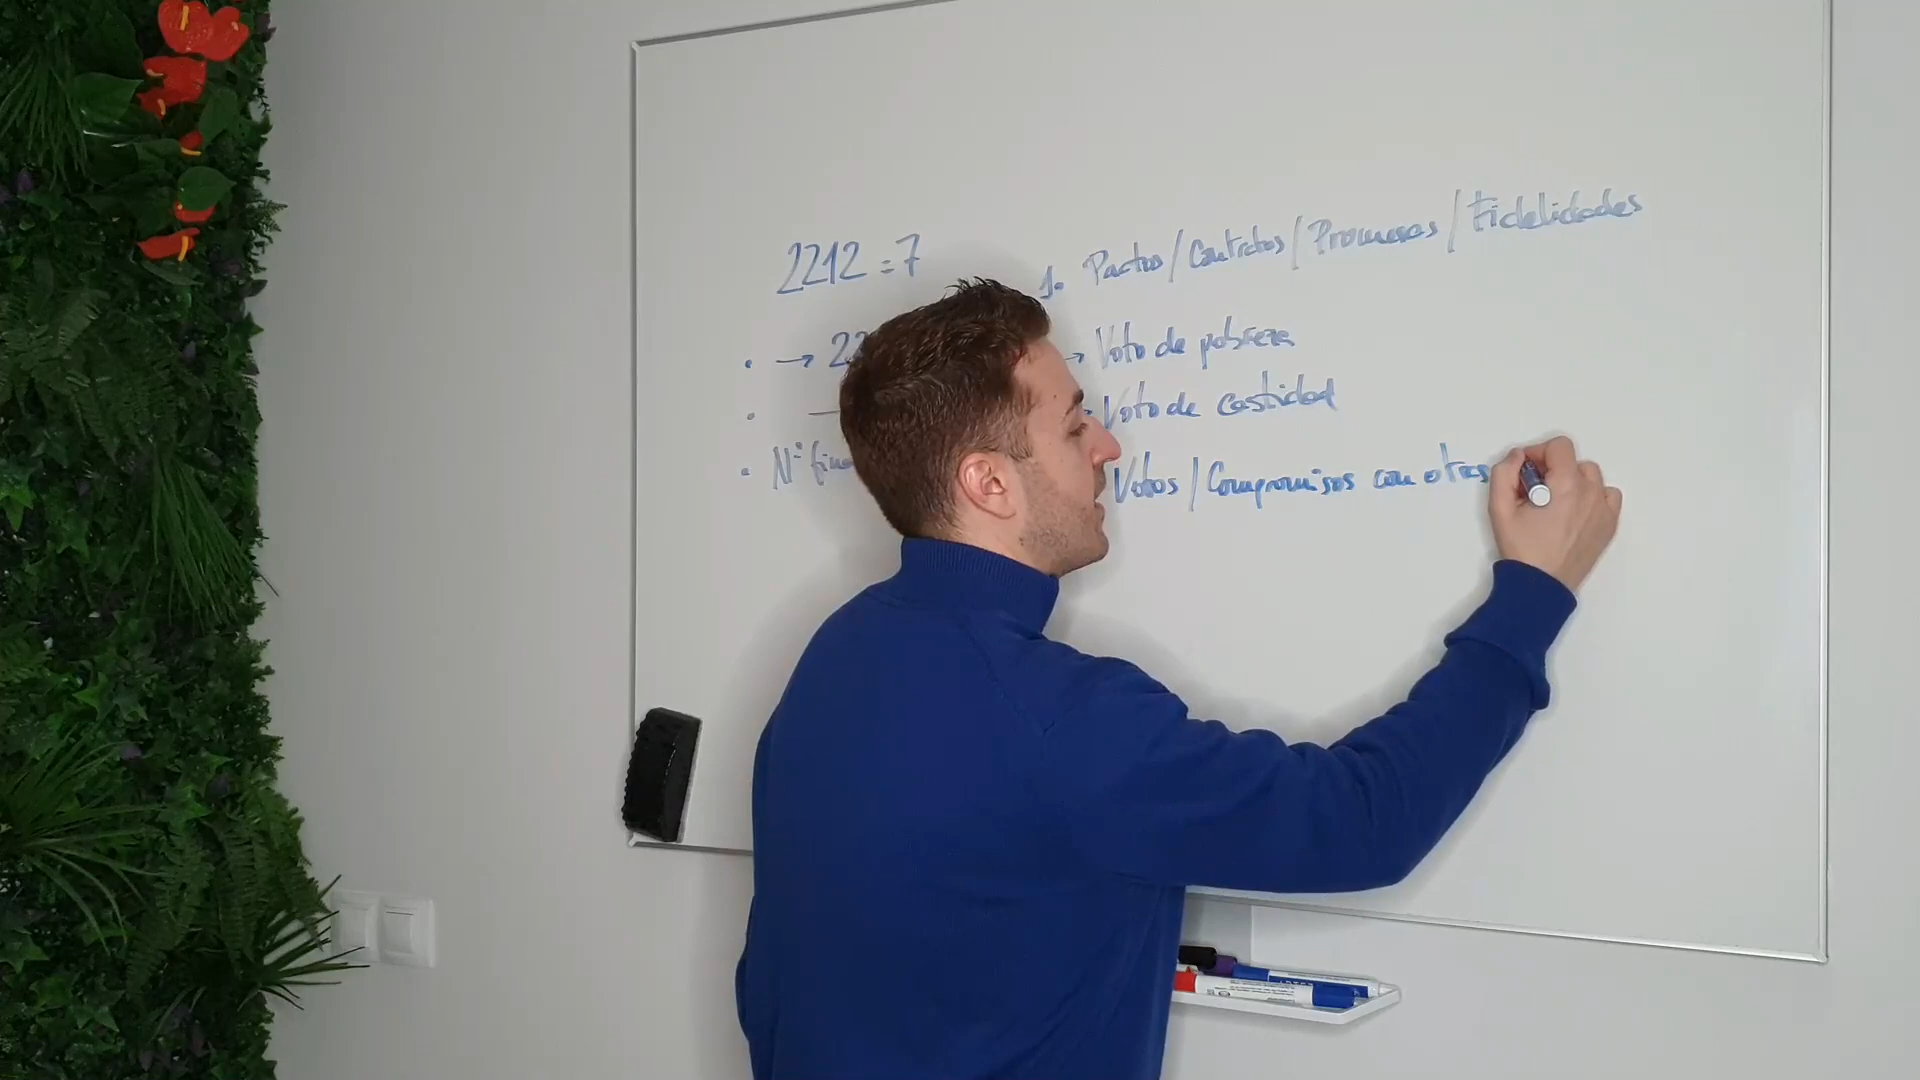 2212 = 7
• → 22
• —
• Nº fin
1. Pactos / Contratos / Promesas / Fidelidades
→ Voto de pobreza
Voto de castidad
Votos / Compromisos con otras